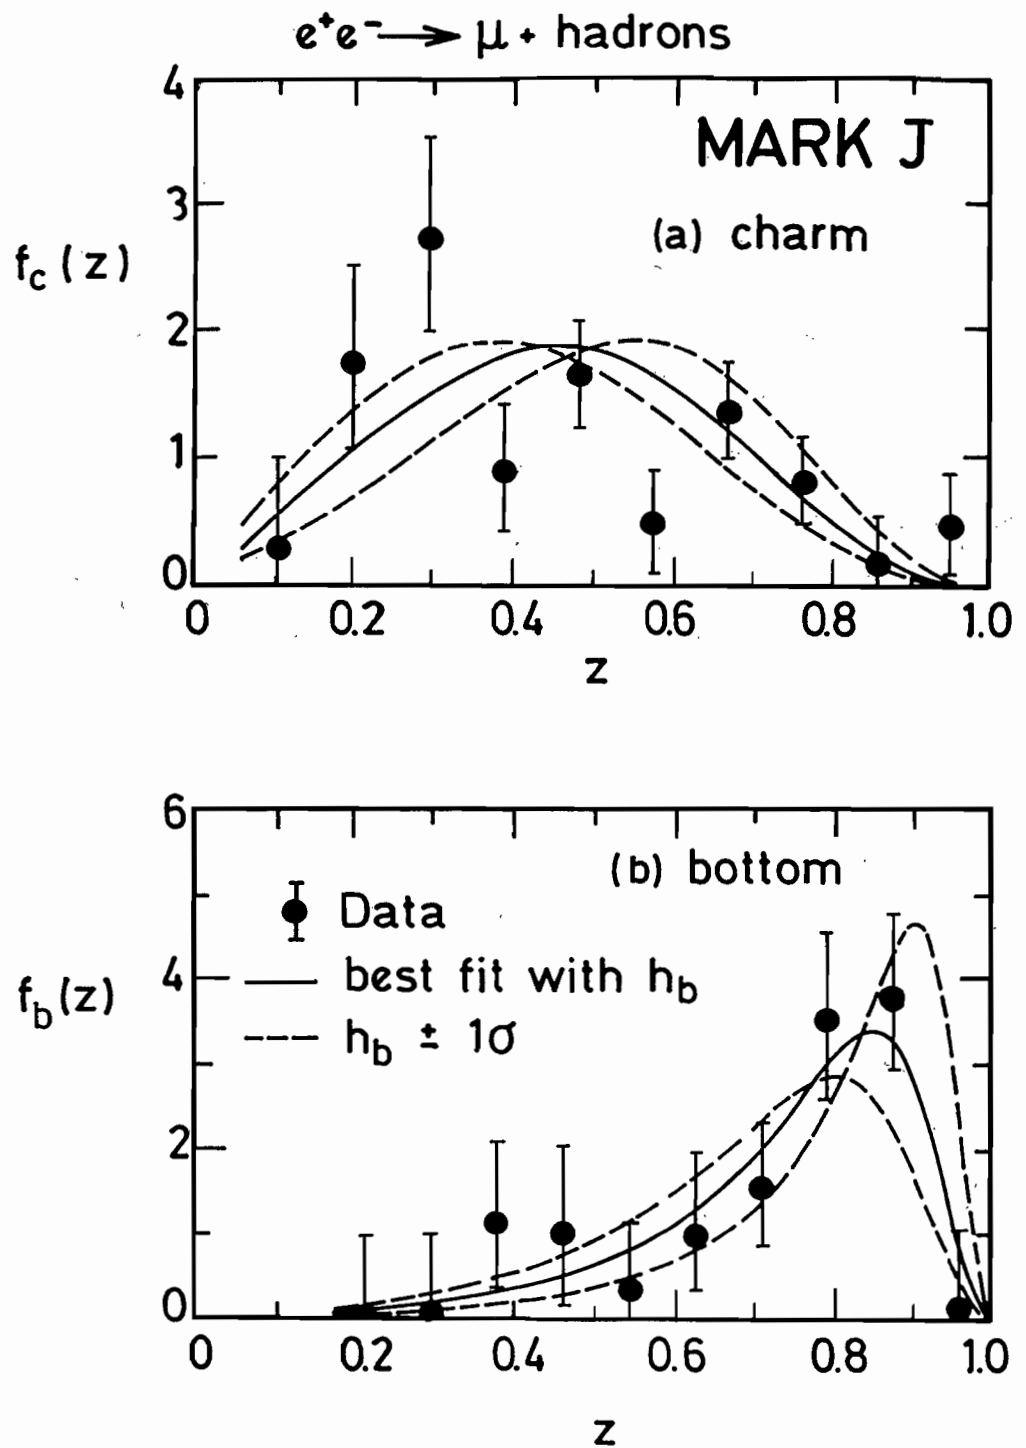 e⁺e⁻ → μ + hadrons
4
MARK J
3
(a) charm
f_c (z)
2
1
0
0 0.2 0.4 0.6 0.8 1.0
z
6
(b) bottom
Data
4
best fit with h_b
f_b (z)
h_b ± 1σ
2
0
0 0.2 0.4 0.6 0.8 1.0
z